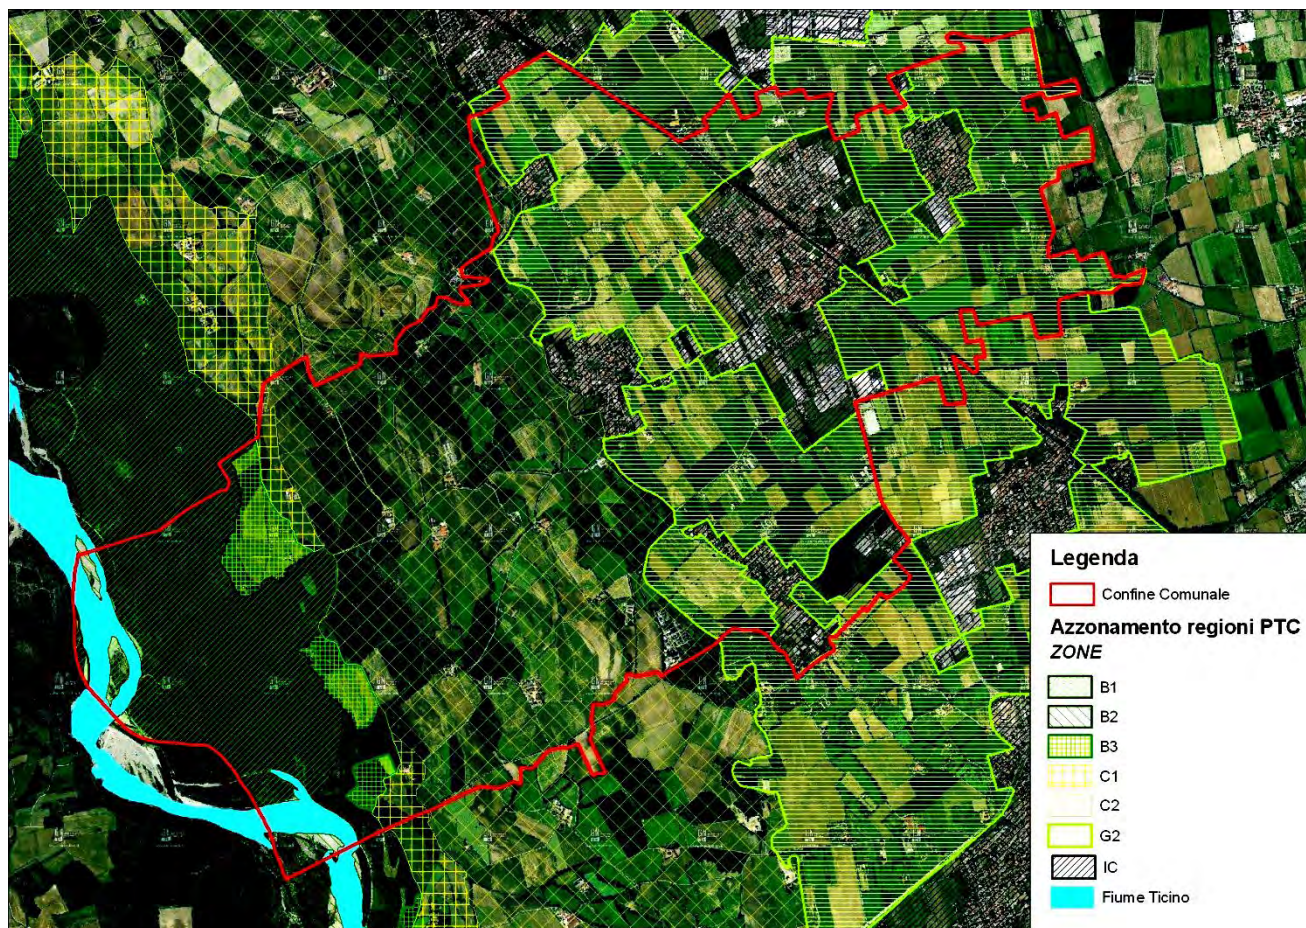 Legenda
Confine Comunale
Azzonamento regioni PTC
ZONE
B1
B2
B3
C1
C2
G2
IC
Fiume Ticino